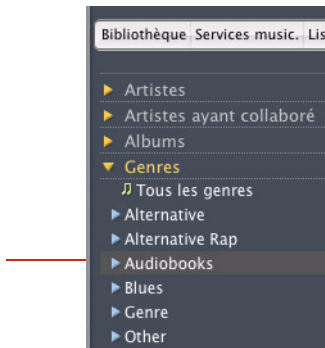 Bibliothèque Services music. Lis
Artistes
Artistes ayant collaboré
Albums
Genres
Tous les genres
Alternative
Alternative Rap
Audiobooks
Blues
Genre
Other